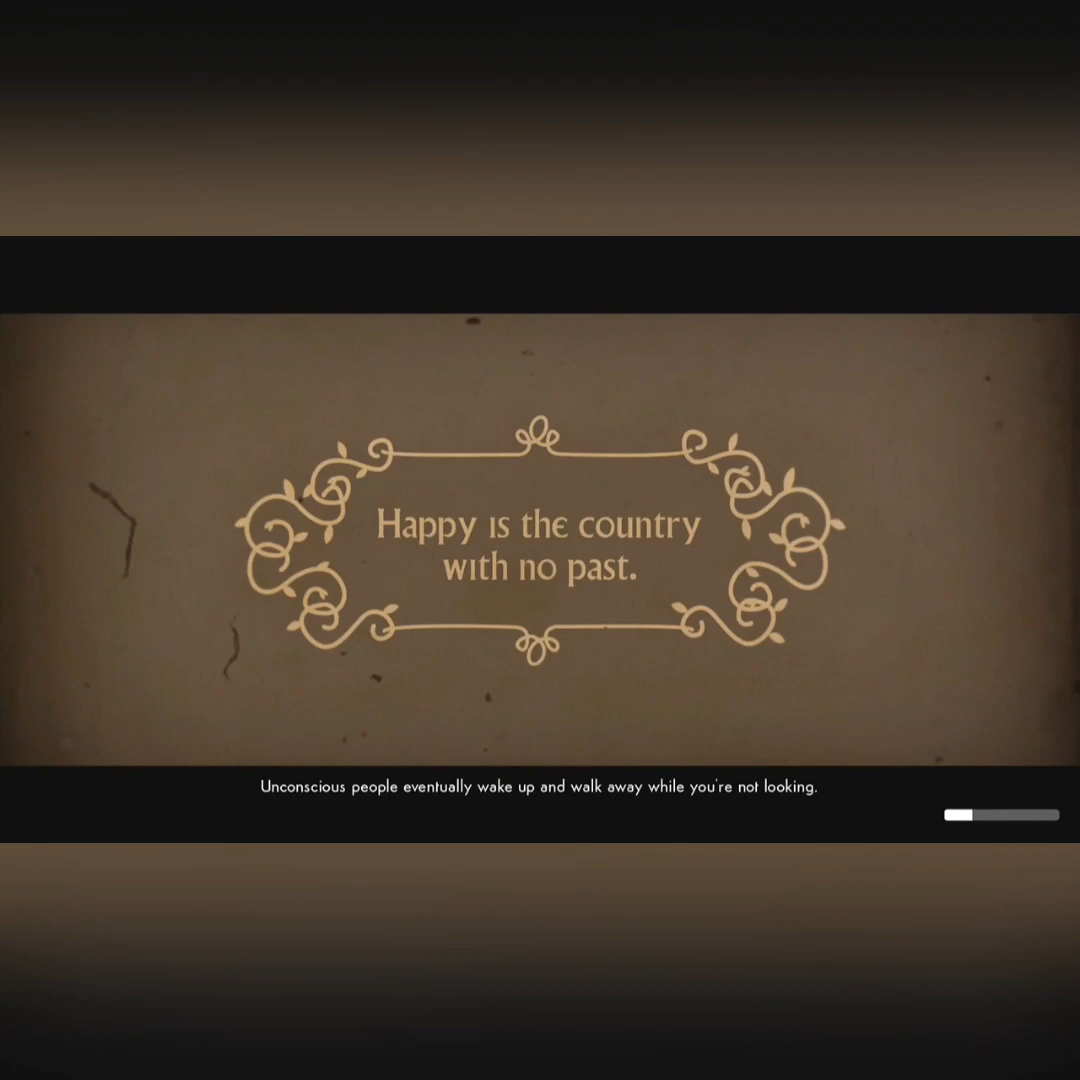 Happy is the country
with no past.
Unconscious people eventually wake up and walk away while you're not looking.